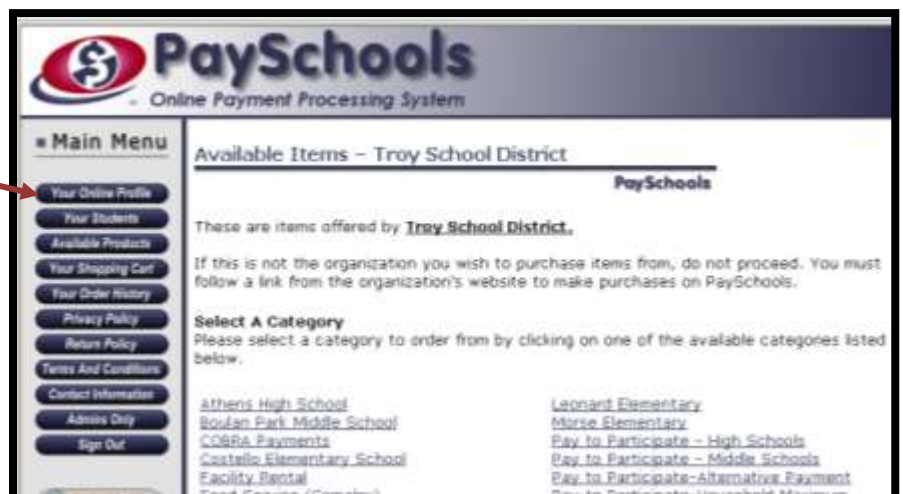 PaySchools
Online Payment Processing System
Main Menu
Your Online Profile
Your Students
Available Products
Your Shopping Cart
Your Order History
Privacy Policy
Return Policy
Terms And Conditions
Contact Information
Admins Only
Sign Out
Available Items – Troy School District
PaySchools
These are items offered by Troy School District.
If this is not the organization you wish to purchase items from, do not proceed. You must
follow a link from the organization's website to make purchases on PaySchools.
Select A Category
Please select a category to order from by clicking on one of the available categories listed
below.
Athens High School
Boulan Park Middle School
COBRA Payments
Costello Elementary School
Facility Rental
Leonard Elementary
Morse Elementary
Pay to Participate - High Schools
Pay to Participate - Middle Schools
Pay to Participate-Alternative Payment